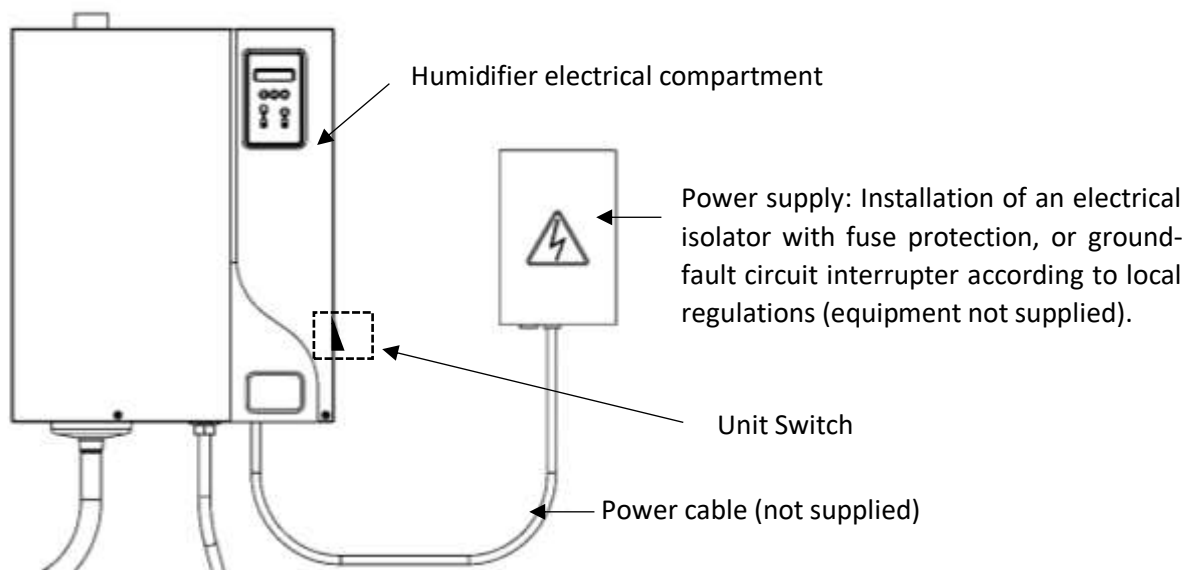 Humidifier electrical compartment
Power supply: Installation of an electrical
isolator with fuse protection, or ground-
fault circuit interrupter according to local
regulations (equipment not supplied).
Unit Switch
Power cable (not supplied)